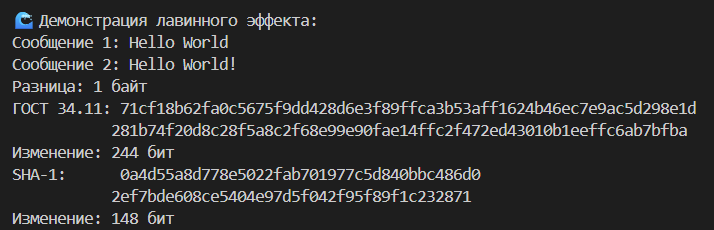 🌊 Демонстрация лавинного эффекта:
Сообщение 1: Hello World
Сообщение 2: Hello World!
Разница: 1 байт
ГОСТ 34.11: 71cf18b62fa0c5675f9dd428d6e3f89ffca3b53aff1624b46ec7e9ac5d298e1d
281b74f20d8c28f5a8c2f68e99e90fae14ffc2f472ed43010b1eeffc6ab7bfba
Изменение: 244 бит
SHA-1: 0a4d55a8d778e5022fab701977c5d840bbc486d0
2ef7bde608ce5404e97d5f042f95f89f1c232871
Изменение: 148 бит